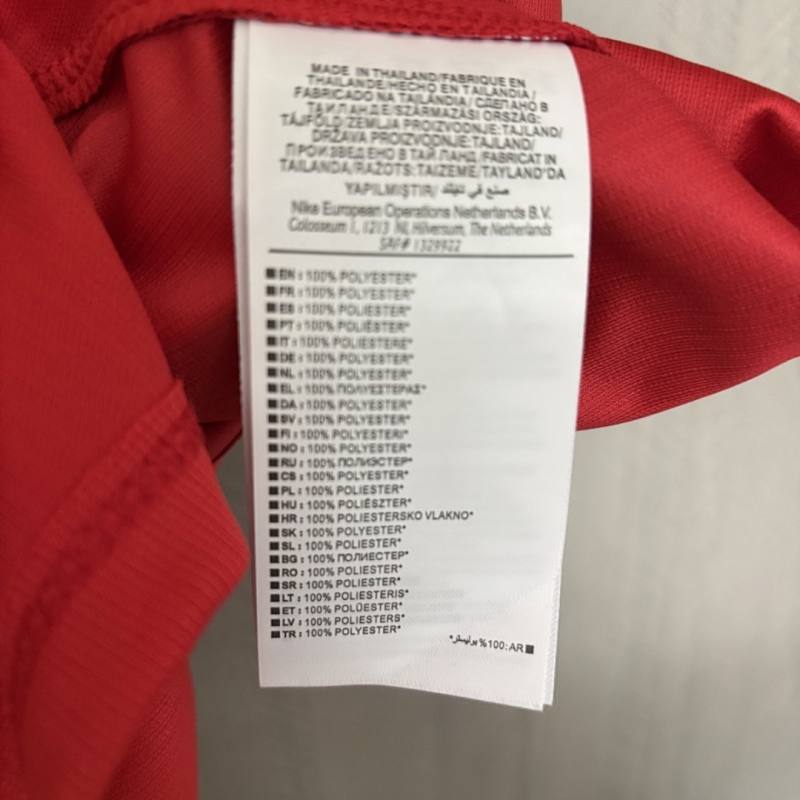 MADE IN THAILAND/FABRIQUE EN
THAILANDE/HECHO EN TAILANDIA/
FABRICADO NA TAILÂNDIA/ СДЕЛАНО В
ТАИЛАНДЕ/SZÁRMAZÁSI ORSZÁG:
TÁJFÖLD/ZEMLJA PROIZVODNJE:TAJLAND/
DRŽAVA PROIZVODNJE:TAJLAND/
ПРОИЗВЕДЕНО В ТАЙЛАНД/FABRICAT IN
TAILANDA/RAŽOTS:TAIZEME/TAYLAND'DA
YAPILMIŞTIR/ صنع في
Nike European Operations Netherlands B.V.
Colosseum 1, 1213 NL Hilversum, The Netherlands
SAF# 1329922
EN : 100% POLYESTER*
FR : 100% POLYESTER*
ES : 100% POLIESTER*
PT : 100% POLIÉSTER*
IT : 100% POLIESTERE*
DE : 100% POLYESTER*
NL : 100% POLYESTER*
EL : 100% ΠΟΛΥΕΣΤΕΡΑΣ*
DA : 100% POLYESTER*
SV : 100% POLYESTER*
FI : 100% POLYESTERI*
NO : 100% POLYESTER*
RU : 100% ПОЛИЭСТЕР*
CS : 100% POLYESTER*
PL : 100% POLIESTER*
HU : 100% POLIÉSZTER*
HR : 100% POLIESTERSKO VLAKNO*
SK : 100% POLYESTER*
SL : 100% POLIESTER*
BG : 100% ПОЛИЕСТЕР*
RO : 100% POLIESTER*
SR : 100% POLIESTER*
LT : 100% POLIESTERIS*
ET : 100% POLÜESTER*
LV : 100% POLIESTERS*
TR : 100% POLYESTER*
AR :100%